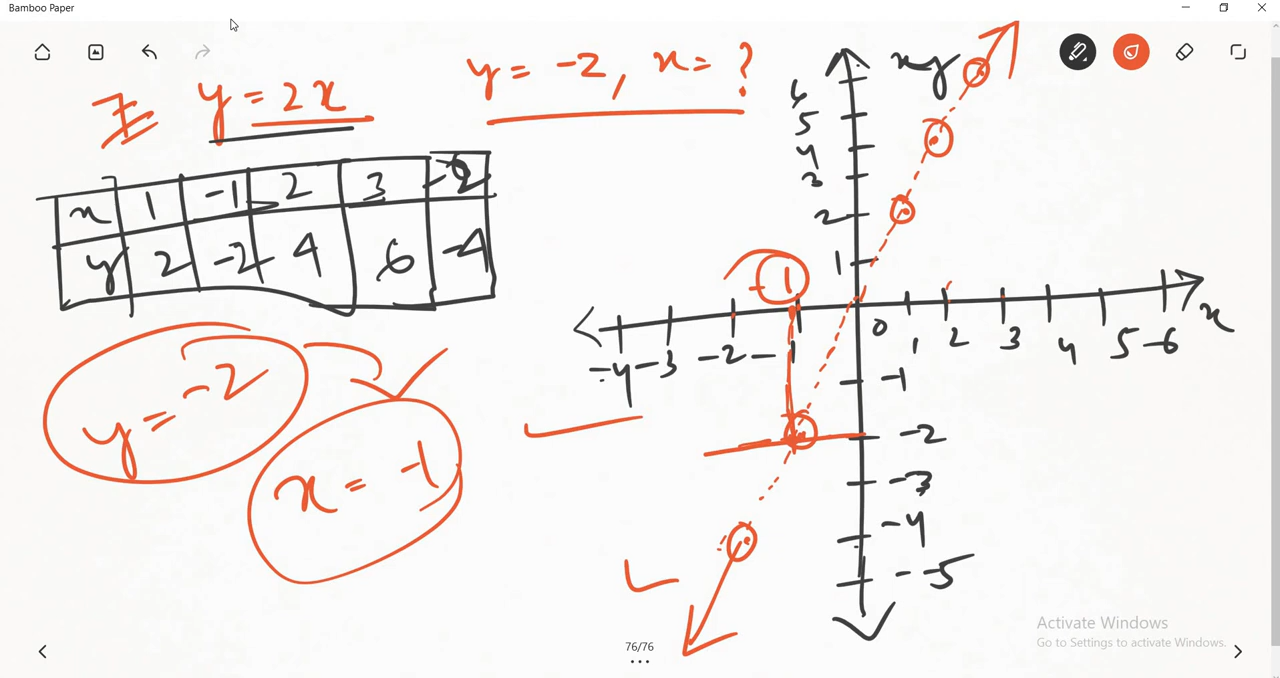 Bamboo Paper
y = 2x
y = -2, x = ?
x 1 -1 2 3 -2
y 2 -2 4 6 -4
y = -2
x = -1
y
6
5
4
3
2
1
-1
-4 -3 -2 -1 0 1 2 3 4 5 -6 x
-1
-2
-3
-4
-5
76/76
Activate Windows
Go to Settings to activate Windows.